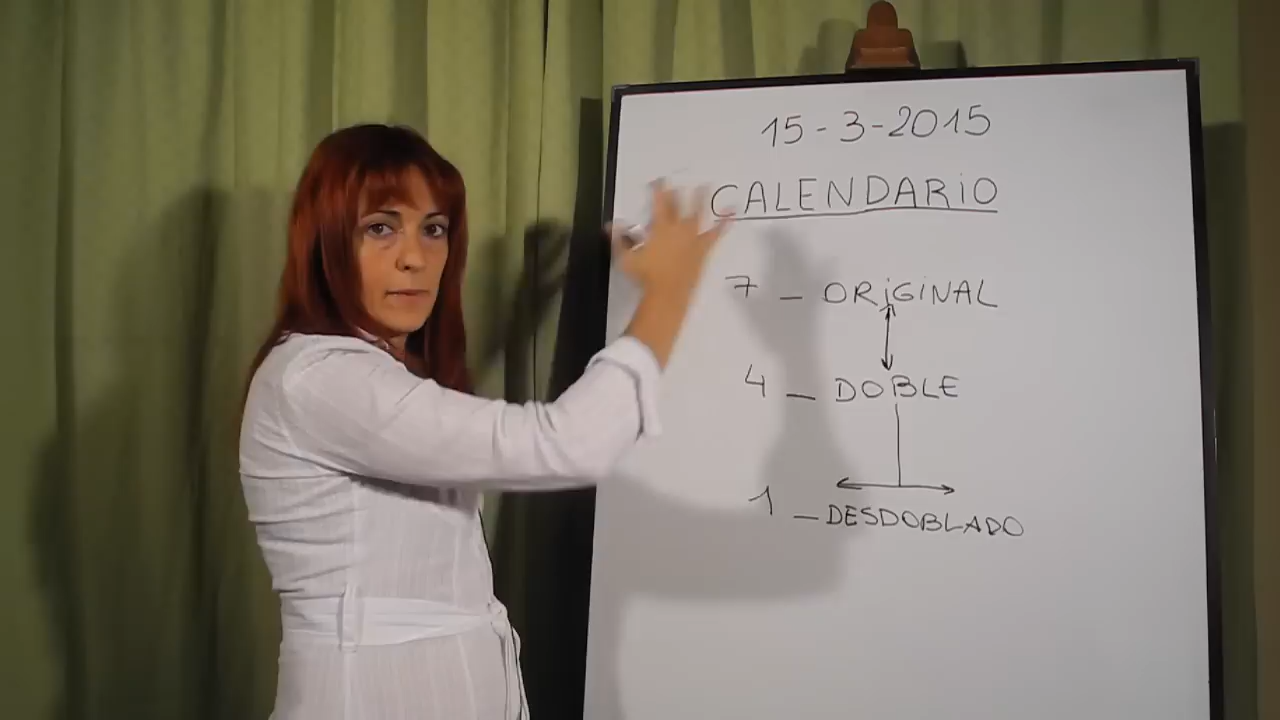 15-3-2015
CALENDARiO
7 _ ORiGiNAL
4 _ DOBLE
1 _ DESDOBLADO